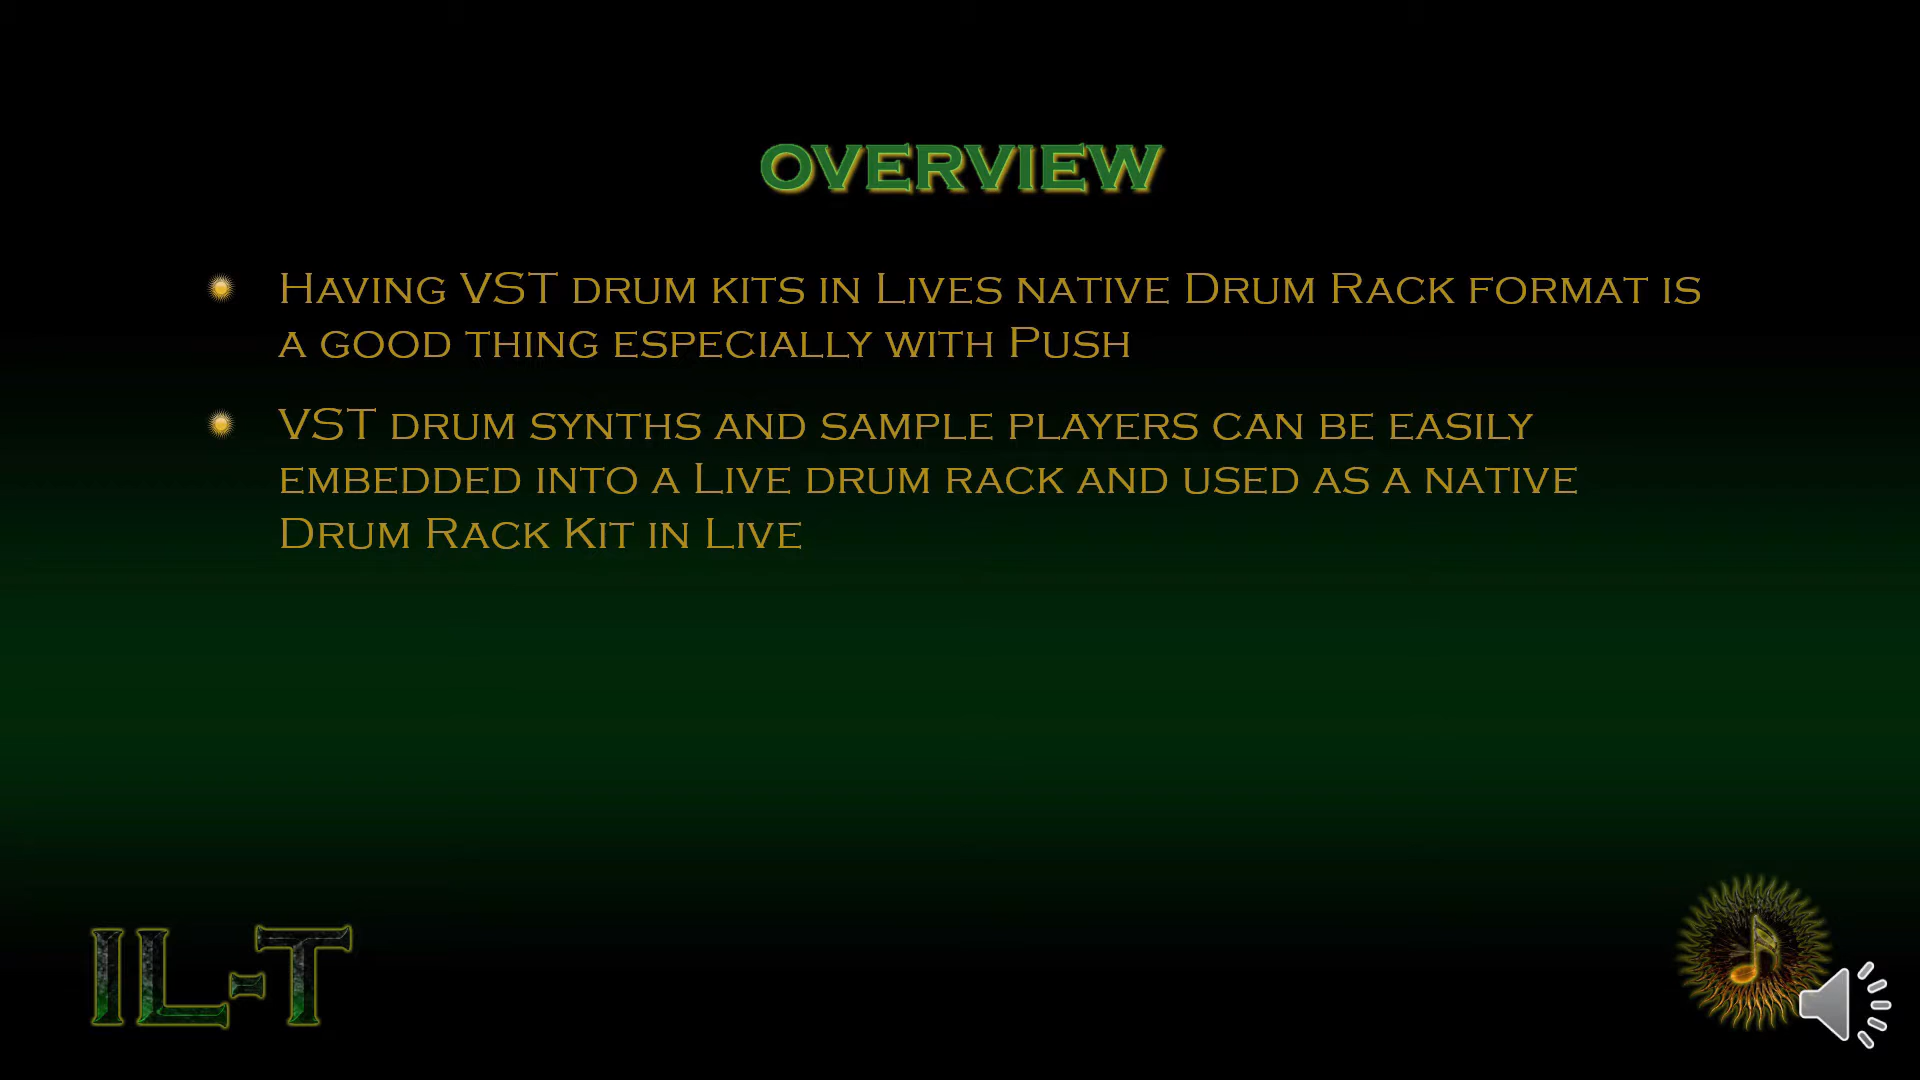 OVERVIEW
Having VST drum kits in Lives native Drum Rack format is
a good thing especially with Push
VST drum synths and sample players can be easily
embedded into a Live drum rack and used as a native
Drum Rack Kit in Live
IL-T